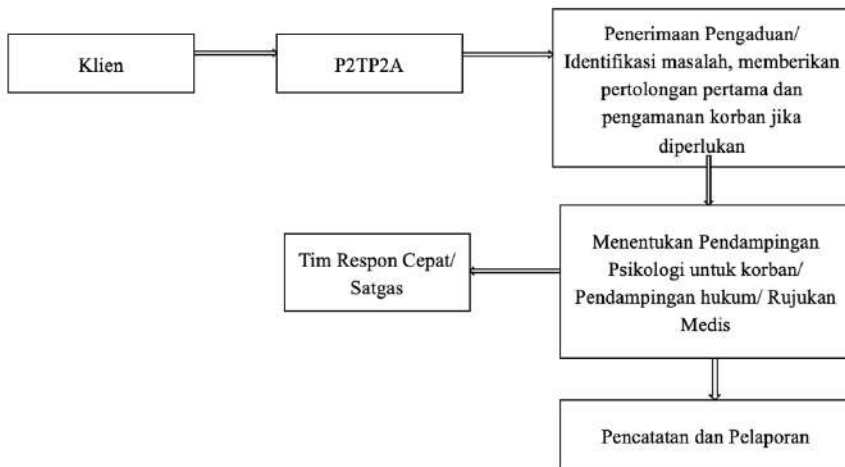 Klien
P2TP2A
Penerimaan Pengaduan/
Identifikasi masalah, memberikan
pertolongan pertama dan
pengamanan korban jika
diperlukan
Menentukan Pendampingan
Psikologi untuk korban/
Pendampingan hukum/ Rujukan
Medis
Tim Respon Cepat/
Satgas
Pencatatan dan Pelaporan